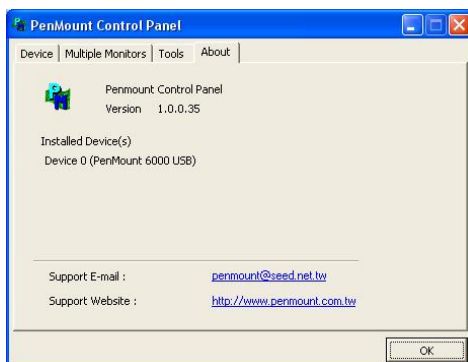 PenMount Control Panel
Device Multiple Monitors Tools About
Penmount Control Panel
Version 1.0.0.35
Installed Device(s)
Device 0 (PenMount 6000 USB)
Support E-mail : penmount@seed.net.tw
Support Website : http://www.penmount.com.tw
OK